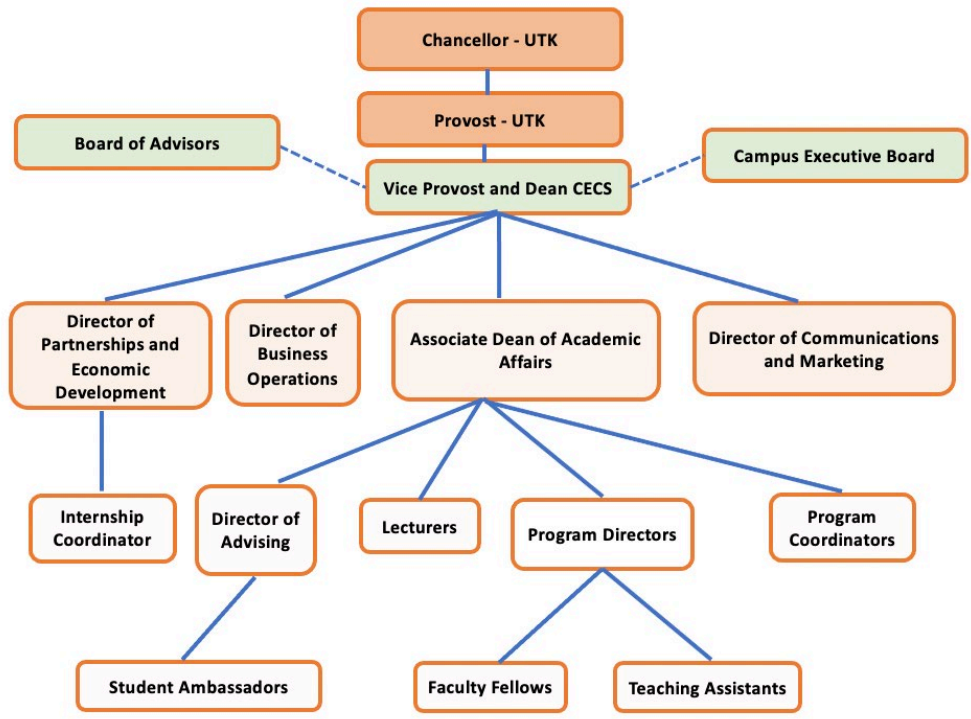 Chancellor - UTK
Provost - UTK
Board of Advisors
Campus Executive Board
Vice Provost and Dean CECS
Director of
Partnerships and
Economic
Development
Director of
Business
Operations
Associate Dean of Academic
Affairs
Director of Communications
and Marketing
Internship
Coordinator
Director of
Advising
Lecturers
Program Directors
Program
Coordinators
Student Ambassadors
Faculty Fellows
Teaching Assistants